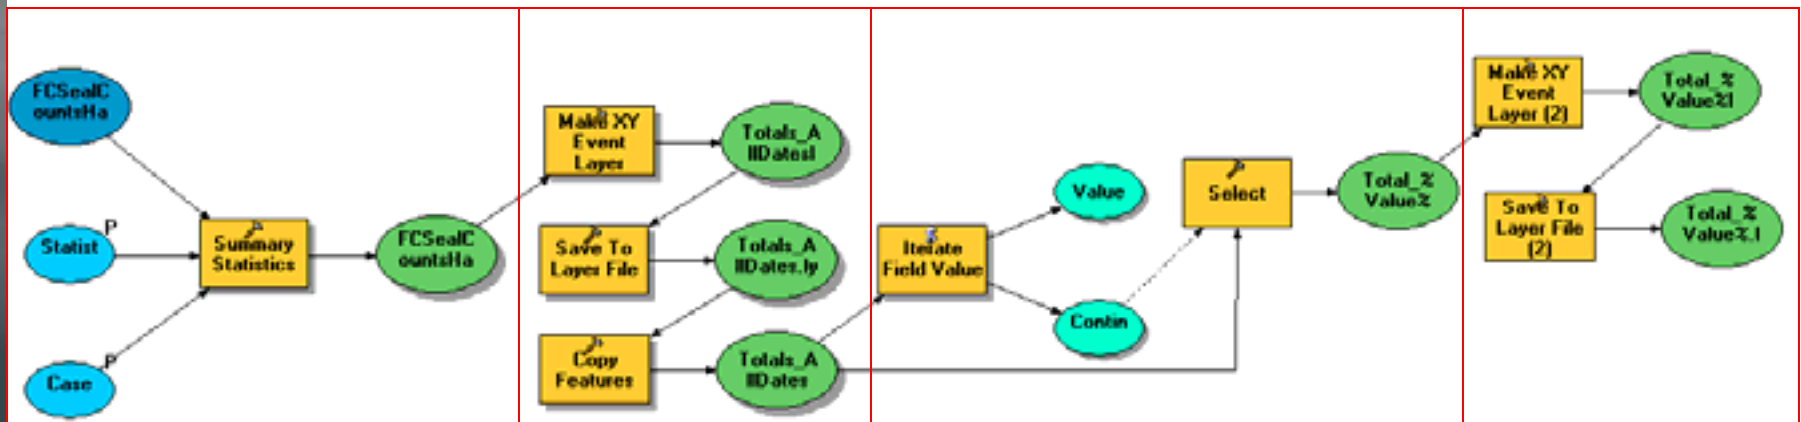 FCSealC
ountsHa
P
Statist
P
Case
Summary
Statistics
FCSealC
ountsHa
Make XY
Event
Layer
Totals_A
llDatesl
Save To
Layer File
Totals_A
llDates.ly
Copy
Features
Totals_A
llDates
Iterate
Field Value
Value
Contin
Select
Total_%
Value%
Make XY
Event
Layer (2)
Total_%
Value%l
Save To
Layer File
(2)
Total_%
Value%.l